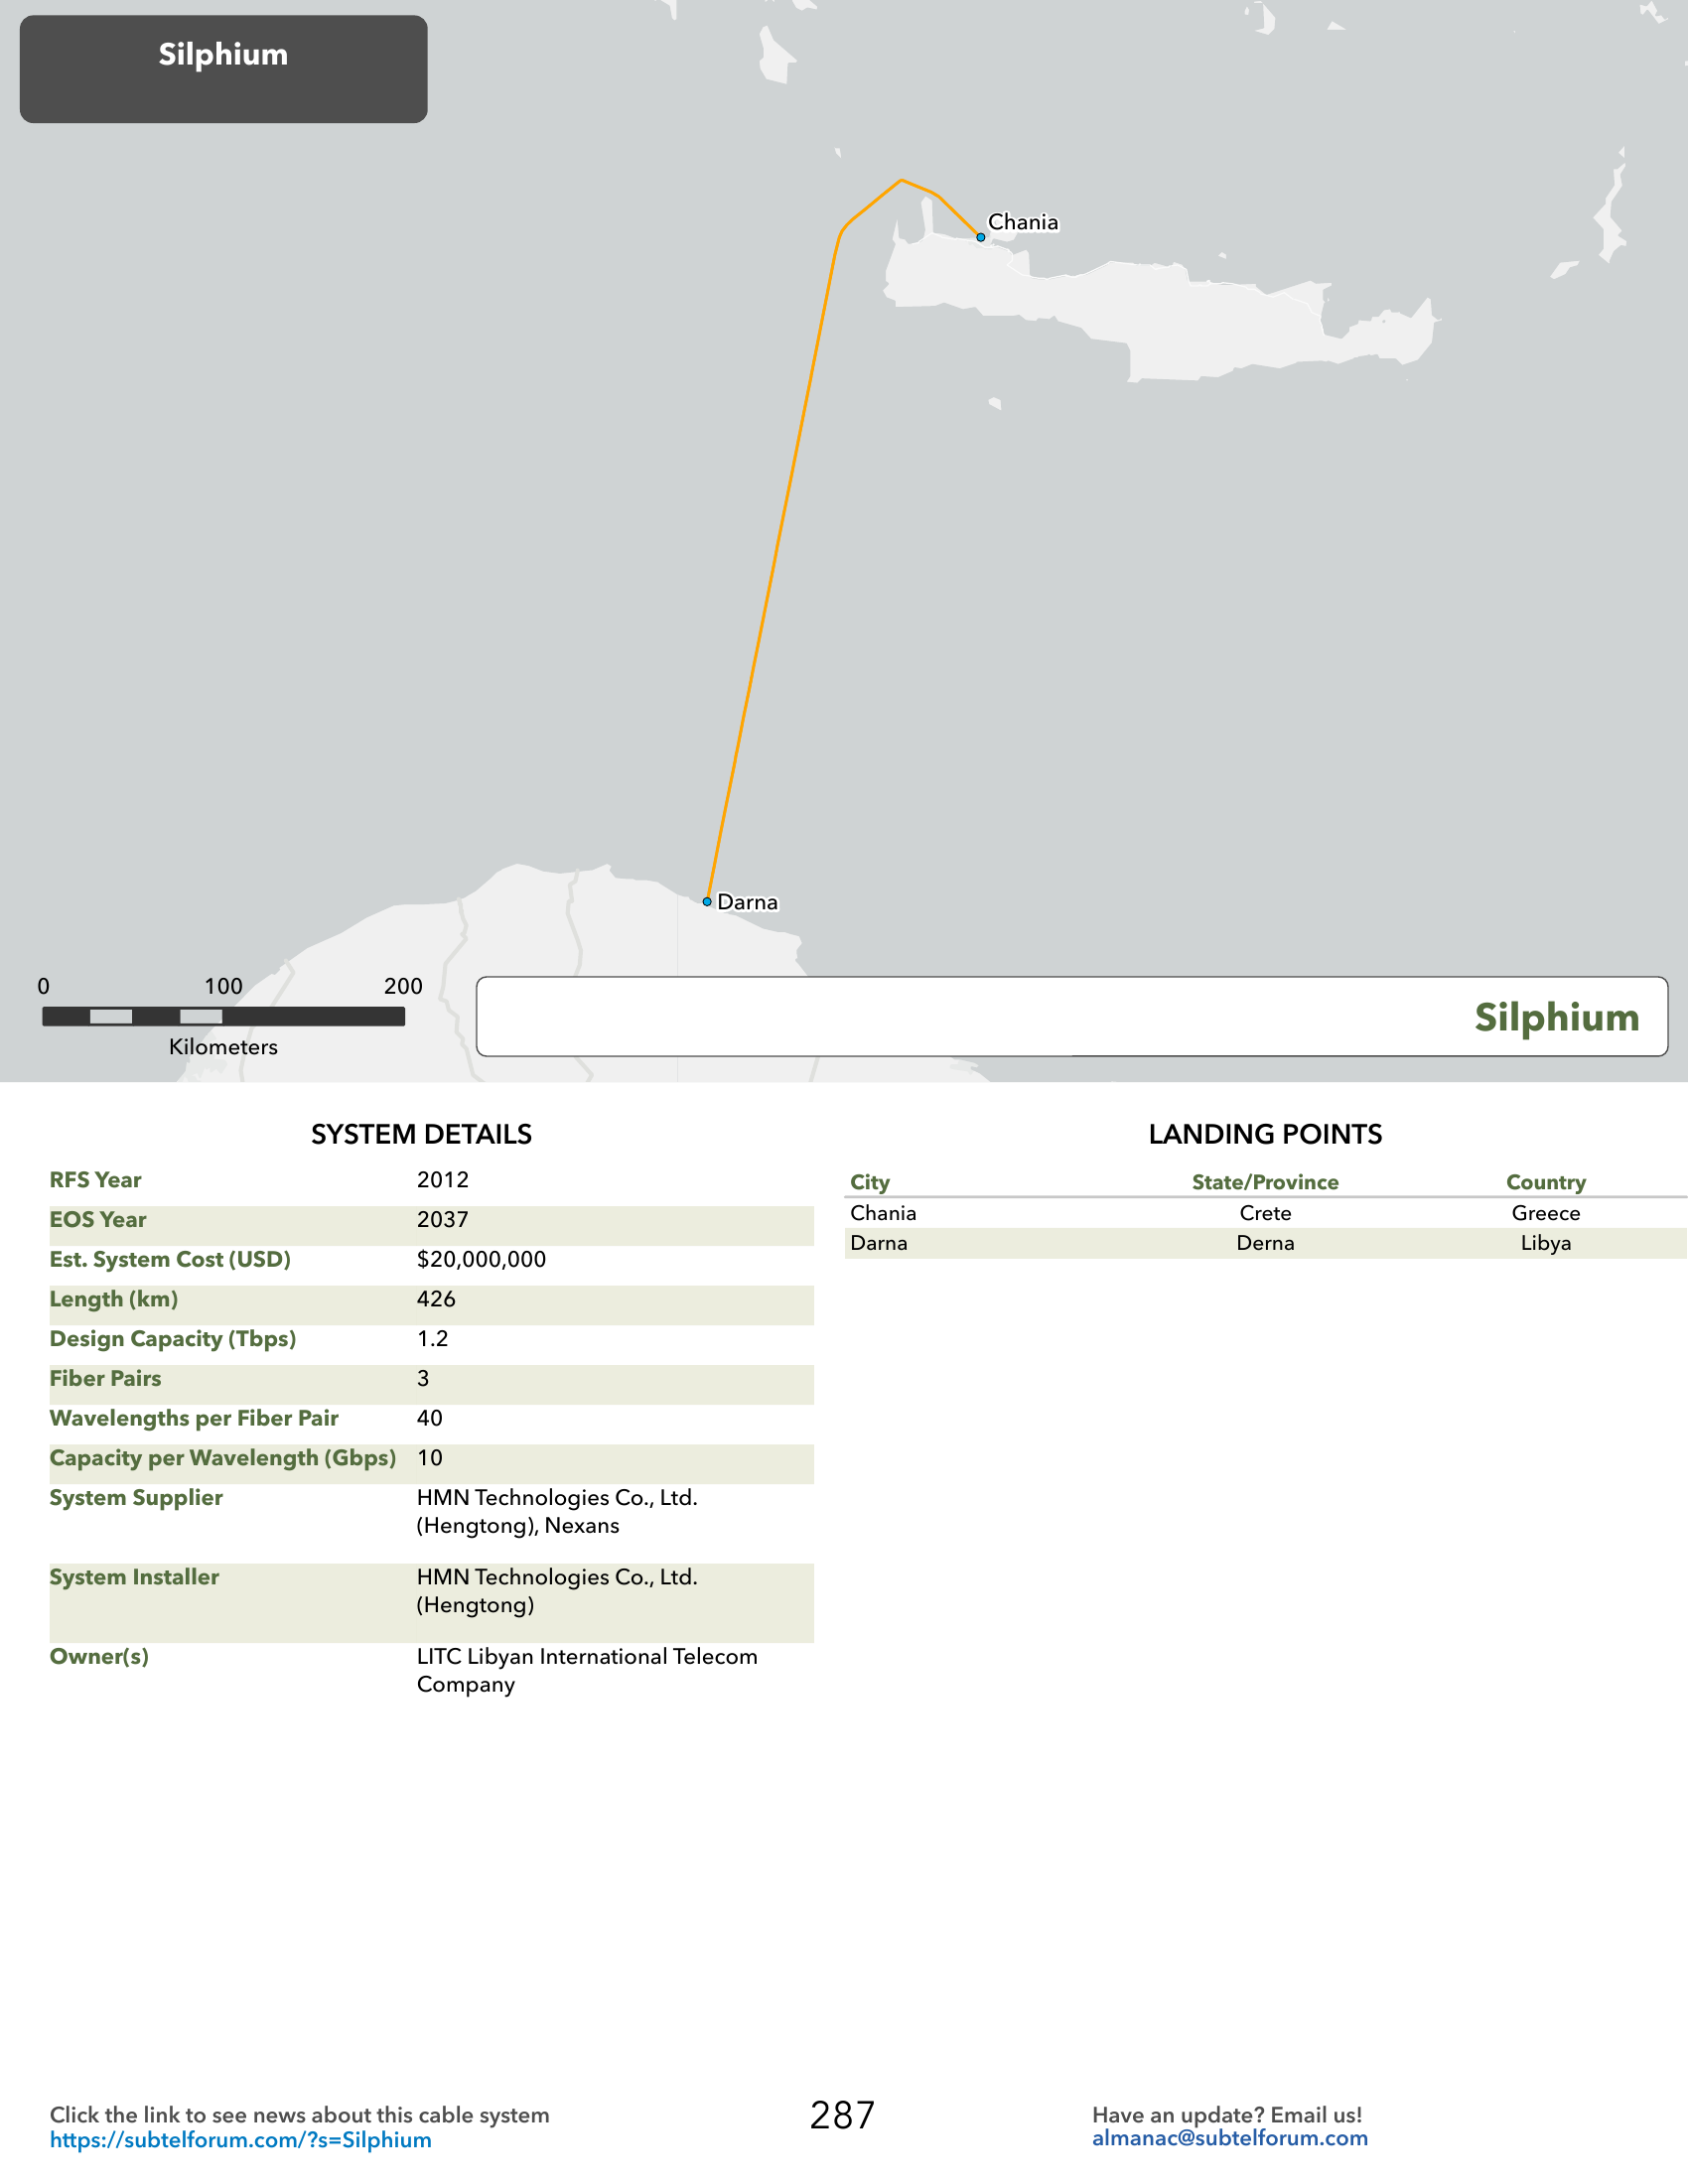 Silphium
Chania
Darna
0 100 200
Kilometers
Silphium
SYSTEM DETAILS
RFS Year 2012
EOS Year 2037
Est. System Cost (USD) $20,000,000
Length (km) 426
Design Capacity (Tbps) 1.2
Fiber Pairs 3
Wavelengths per Fiber Pair 40
Capacity per Wavelength (Gbps) 10
System Supplier HMN Technologies Co., Ltd.
(Hengtong), Nexans
System Installer HMN Technologies Co., Ltd.
(Hengtong)
Owner(s) LITC Libyan International Telecom
Company
LANDING POINTS
City State/Province Country
Chania Crete Greece
Darna Derna Libya
Click the link to see news about this cable system
https://subtelforum.com/?s=Silphium
287
Have an update? Email us!
almanac@subtelforum.com